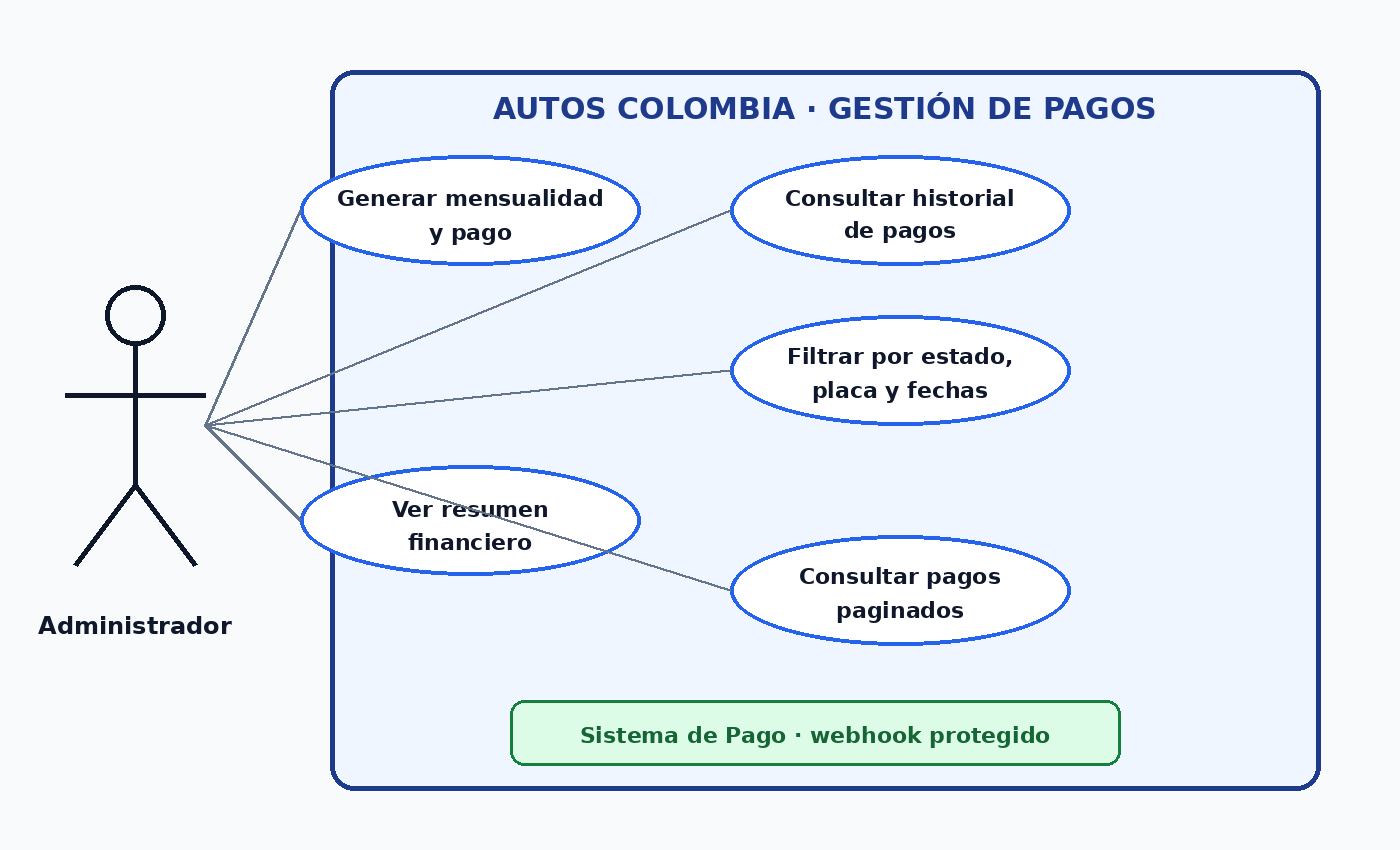 AUTOS COLOMBIA · GESTIÓN DE PAGOS
Generar mensualidad
y pago
Consultar historial
de pagos
Filtrar por estado,
placa y fechas
Ver resumen
financiero
Consultar pagos
paginados
Administrador
Sistema de Pago · webhook protegido